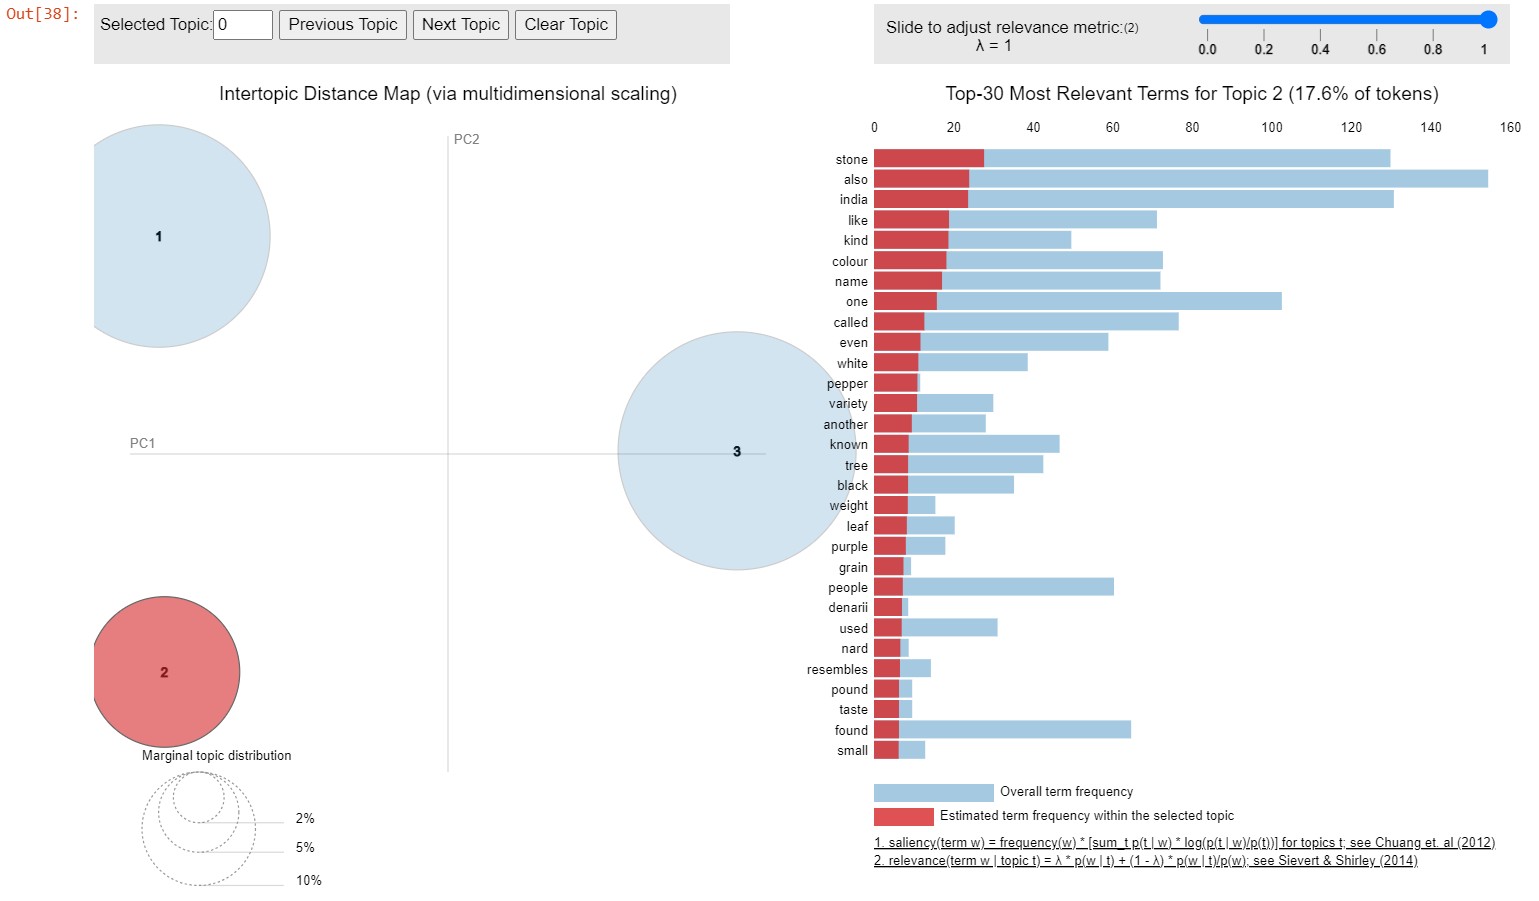 Out[38]:
Selected Topic: 0 Previous Topic Next Topic Clear Topic
Slide to adjust relevance metric:(2)
λ = 1
0.0 0.2 0.4 0.6 0.8 1
Intertopic Distance Map (via multidimensional scaling)
PC2
PC1
1
3
2
Marginal topic distribution
2%
5%
10%
Top-30 Most Relevant Terms for Topic 2 (17.6% of tokens)
0 20 40 60 80 100 120 140 160
stone
also
india
like
kind
colour
name
one
called
even
white
pepper
variety
another
known
tree
black
weight
leaf
purple
grain
people
denarii
used
nard
resembles
pound
taste
found
small
Overall term frequency
Estimated term frequency within the selected topic
1. saliency(term w) = frequency(w) * [sum_t p(t | w) * log(p(t | w)/p(t))] for topics t; see Chuang et. al (2012)
2. relevance(term w | topic t) = λ * p(w | t) + (1 - λ) * p(w | t)/p(w); see Sievert & Shirley (2014)